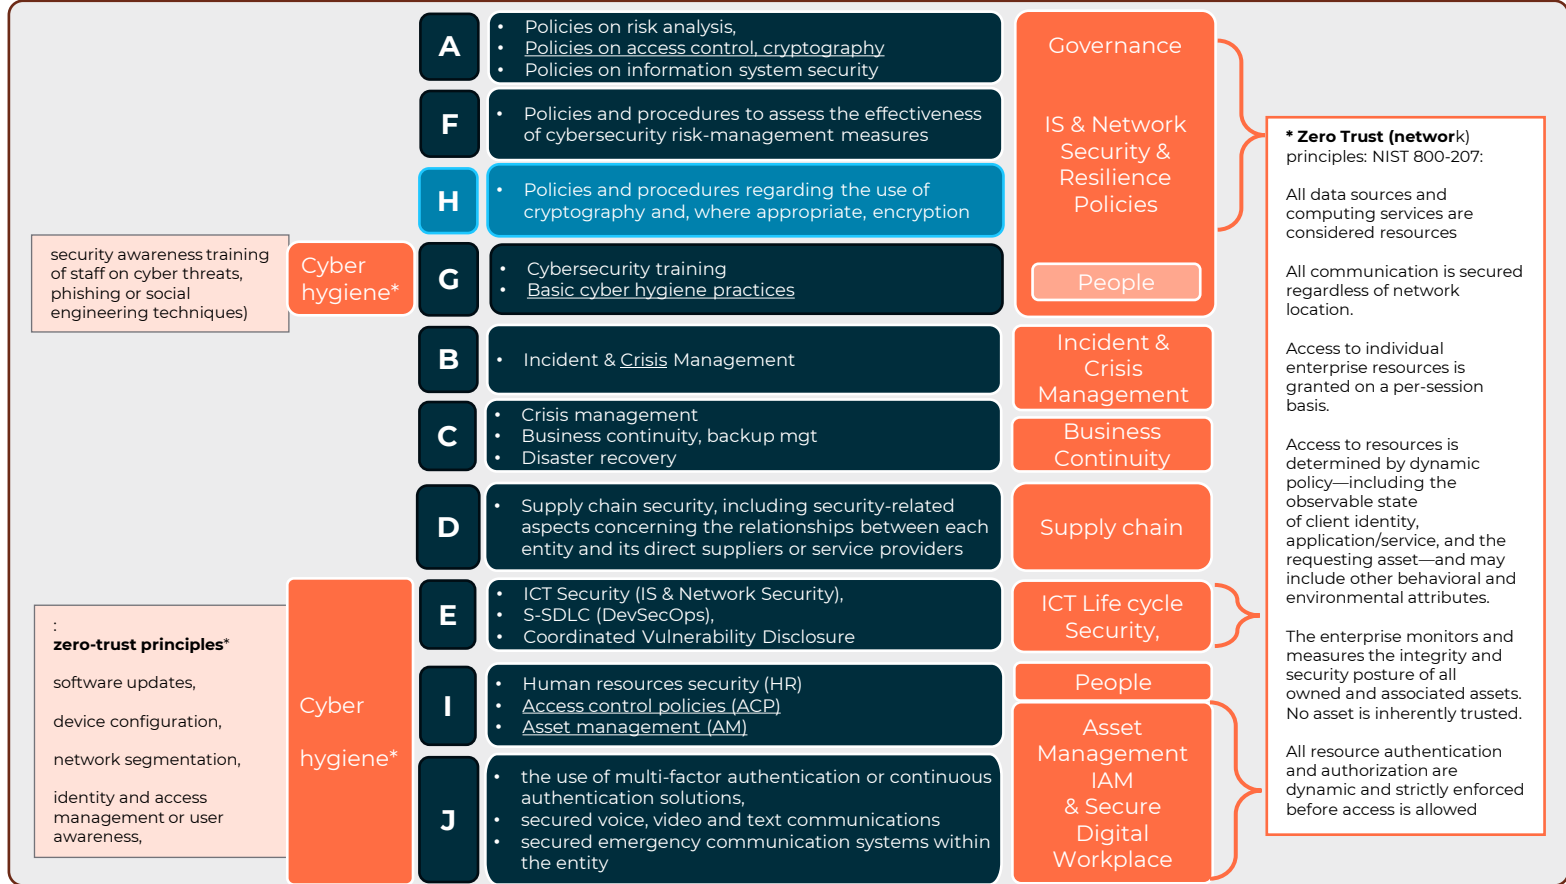 A
• Policies on risk analysis,
• Policies on access control, cryptography
• Policies on information system security
F
• Policies and procedures to assess the effectiveness
of cybersecurity risk-management measures
H
• Policies and procedures regarding the use of
cryptography and, where appropriate, encryption
G
• Cybersecurity training
• Basic cyber hygiene practices
B
• Incident & Crisis Management
C
• Crisis management
• Business continuity, backup mgt
• Disaster recovery
D
• Supply chain security, including security-related
aspects concerning the relationships between each
entity and its direct suppliers or service providers
E
• ICT Security (IS & Network Security),
• S-SDLC (DevSecOps),
• Coordinated Vulnerability Disclosure
I
• Human resources security (HR)
• Access control policies (ACP)
• Asset management (AM)
J
• the use of multi-factor authentication or continuous
authentication solutions,
• secured voice, video and text communications
• secured emergency communication systems within
the entity
security awareness training
of staff on cyber threats,
phishing or social
engineering techniques)
Cyber
hygiene*
:
zero-trust principles*
software updates,
device configuration,
network segmentation,
identity and access
management or user
awareness,
Cyber
hygiene*
Governance
IS & Network
Security &
Resilience
Policies
People
Incident &
Crisis
Management
Business
Continuity
Supply chain
ICT Life cycle
Security,
People
Asset
Management
IAM
& Secure
Digital
Workplace
* Zero Trust (network)
principles: NIST 800-207:
All data sources and
computing services are
considered resources
All communication is secured
regardless of network
location.
Access to individual
enterprise resources is
granted on a per-session
basis.
Access to resources is
determined by dynamic
policy—including the
observable state
of client identity,
application/service, and the
requesting asset—and may
include other behavioral and
environmental attributes.
The enterprise monitors and
measures the integrity and
security posture of all
owned and associated assets.
No asset is inherently trusted.
All resource authentication
and authorization are
dynamic and strictly enforced
before access is allowed